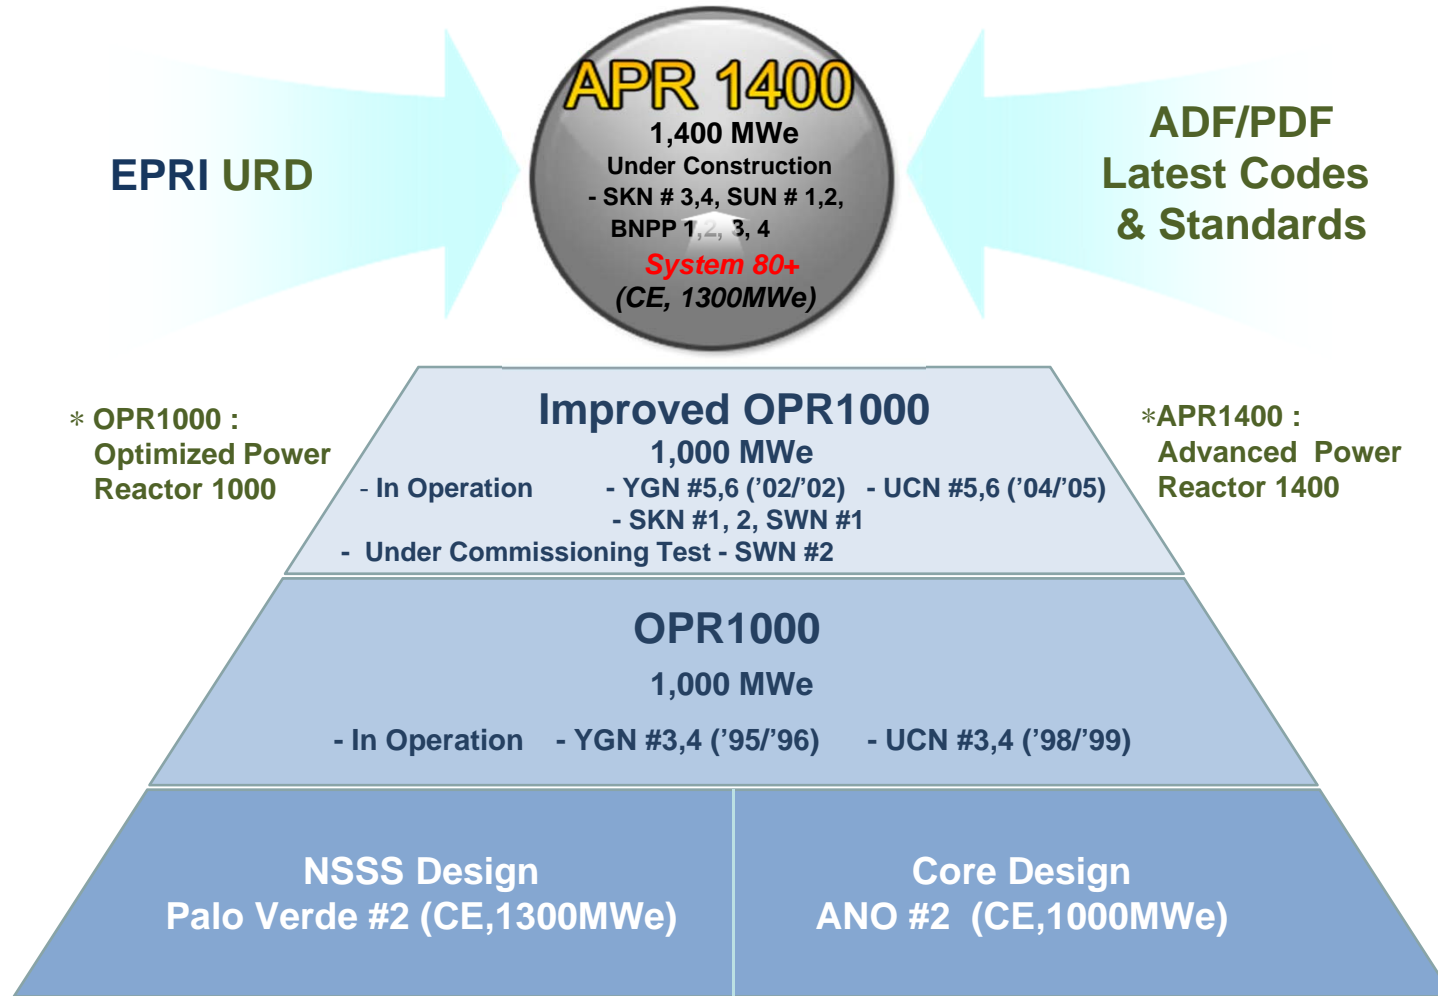 APR 1400
1,400 MWe
Under Construction
- SKN # 3,4, SUN # 1,2,
BNPP 1,2, 3, 4
System 80+
(CE, 1300MWe)
EPRI URD
ADF/PDF
Latest Codes
& Standards
* OPR1000 :
Optimized Power
Reactor 1000
*APR1400 :
Advanced Power
Reactor 1400
Improved OPR1000
1,000 MWe
- In Operation - YGN #5,6 (’02/’02) - UCN #5,6 (’04/’05)
- SKN #1, 2, SWN #1
- Under Commissioning Test - SWN #2
OPR1000
1,000 MWe
- In Operation - YGN #3,4 (’95/’96) - UCN #3,4 (’98/’99)
NSSS Design
Palo Verde #2 (CE,1300MWe)
Core Design
ANO #2 (CE,1000MWe)